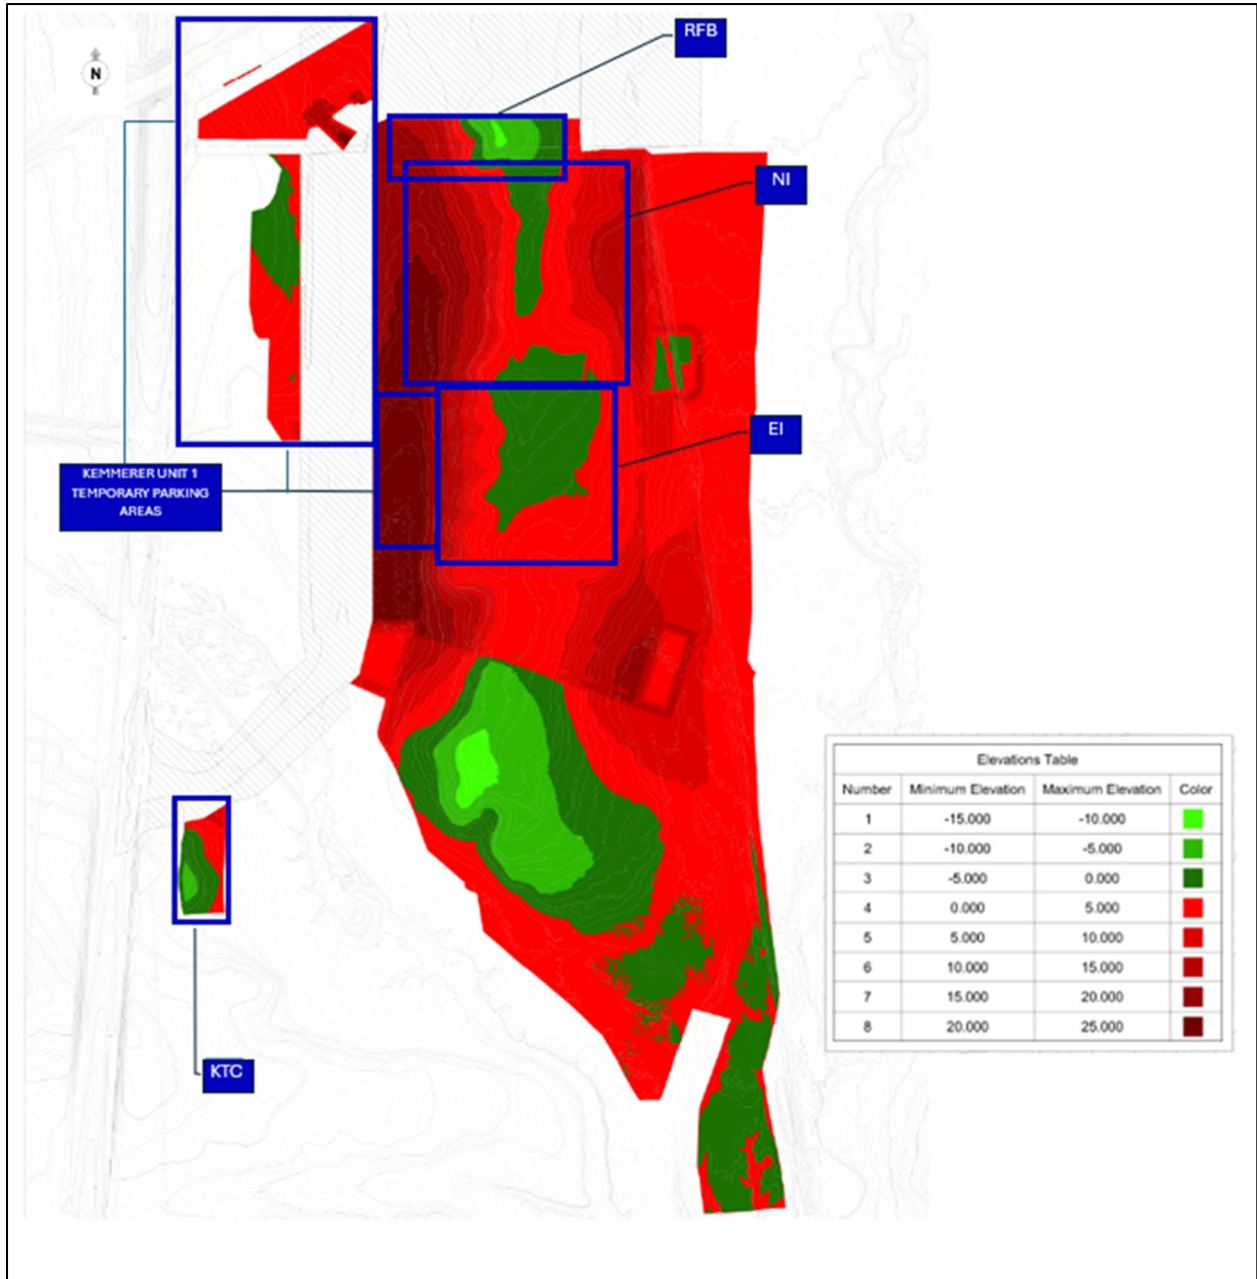 N
RFB
NI
EI
KEMMERER UNIT 1
TEMPORARY PARKING
AREAS
KTC
Elevations Table
Number Minimum Elevation Maximum Elevation Color
1 -15.000 -10.000
2 -10.000 -5.000
3 -5.000 0.000
4 0.000 5.000
5 5.000 10.000
6 10.000 15.000
7 15.000 20.000
8 20.000 25.000